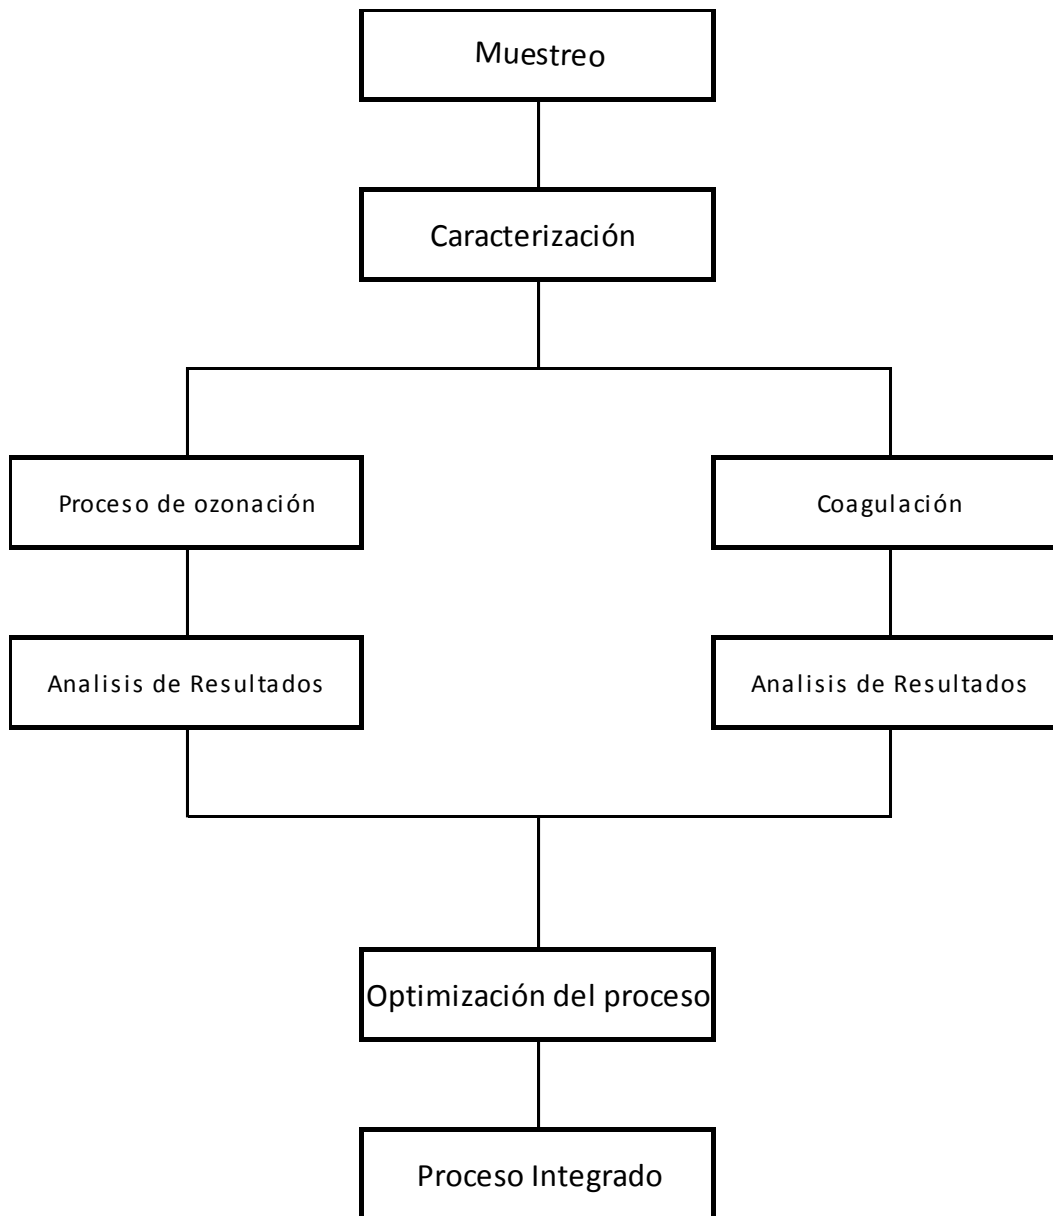 Muestreo
Caracterización
Proceso de ozonación
Coagulación
Analisis de Resultados
Analisis de Resultados
Optimización del proceso
Proceso Integrado